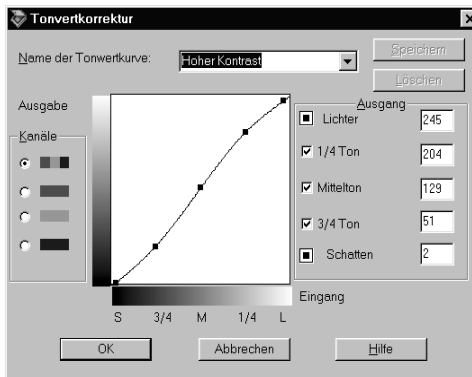 Tonvertkorrektur
Name der Tonwertkurve:
Hoher Kontrast
Speichern
Löschen
Ausgabe
Kanäle
Ausgang
Lichter 245
1/4 Ton 204
Mittelton 129
3/4 Ton 51
Schatten 2
Eingang
S 3/4 M 1/4 L
OK Abbrechen Hilfe